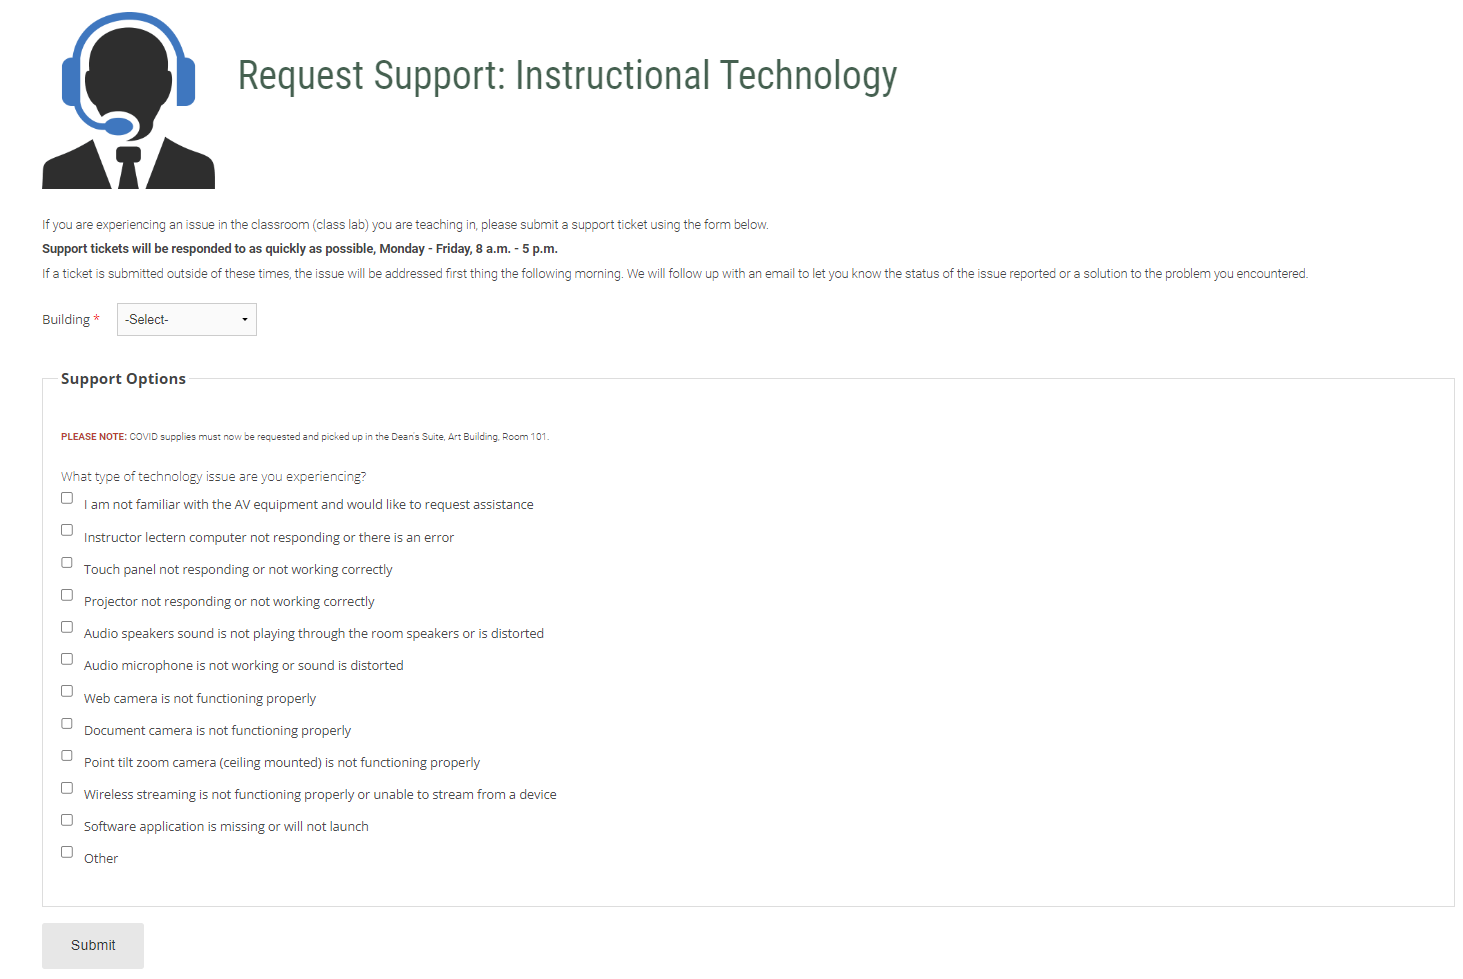 Request Support: Instructional Technology
If you are experiencing an issue in the classroom (class lab) you are teaching in, please submit a support ticket using the form below.
Support tickets will be responded to as quickly as possible, Monday - Friday, 8 a.m. - 5 p.m.
If a ticket is submitted outside of these times, the issue will be addressed first thing the following morning. We will follow up with an email to let you know the status of the issue reported or a solution to the problem you encountered.
Building * -Select-
Support Options
PLEASE NOTE: COVID supplies must now be requested and picked up in the Dean's Suite, Art Building, Room 101.
What type of technology issue are you experiencing?
I am not familiar with the AV equipment and would like to request assistance
Instructor lectern computer not responding or there is an error
Touch panel not responding or not working correctly
Projector not responding or not working correctly
Audio speakers sound is not playing through the room speakers or is distorted
Audio microphone is not working or sound is distorted
Web camera is not functioning properly
Document camera is not functioning properly
Point tilt zoom camera (ceiling mounted) is not functioning properly
Wireless streaming is not functioning properly or unable to stream from a device
Software application is missing or will not launch
Other
Submit